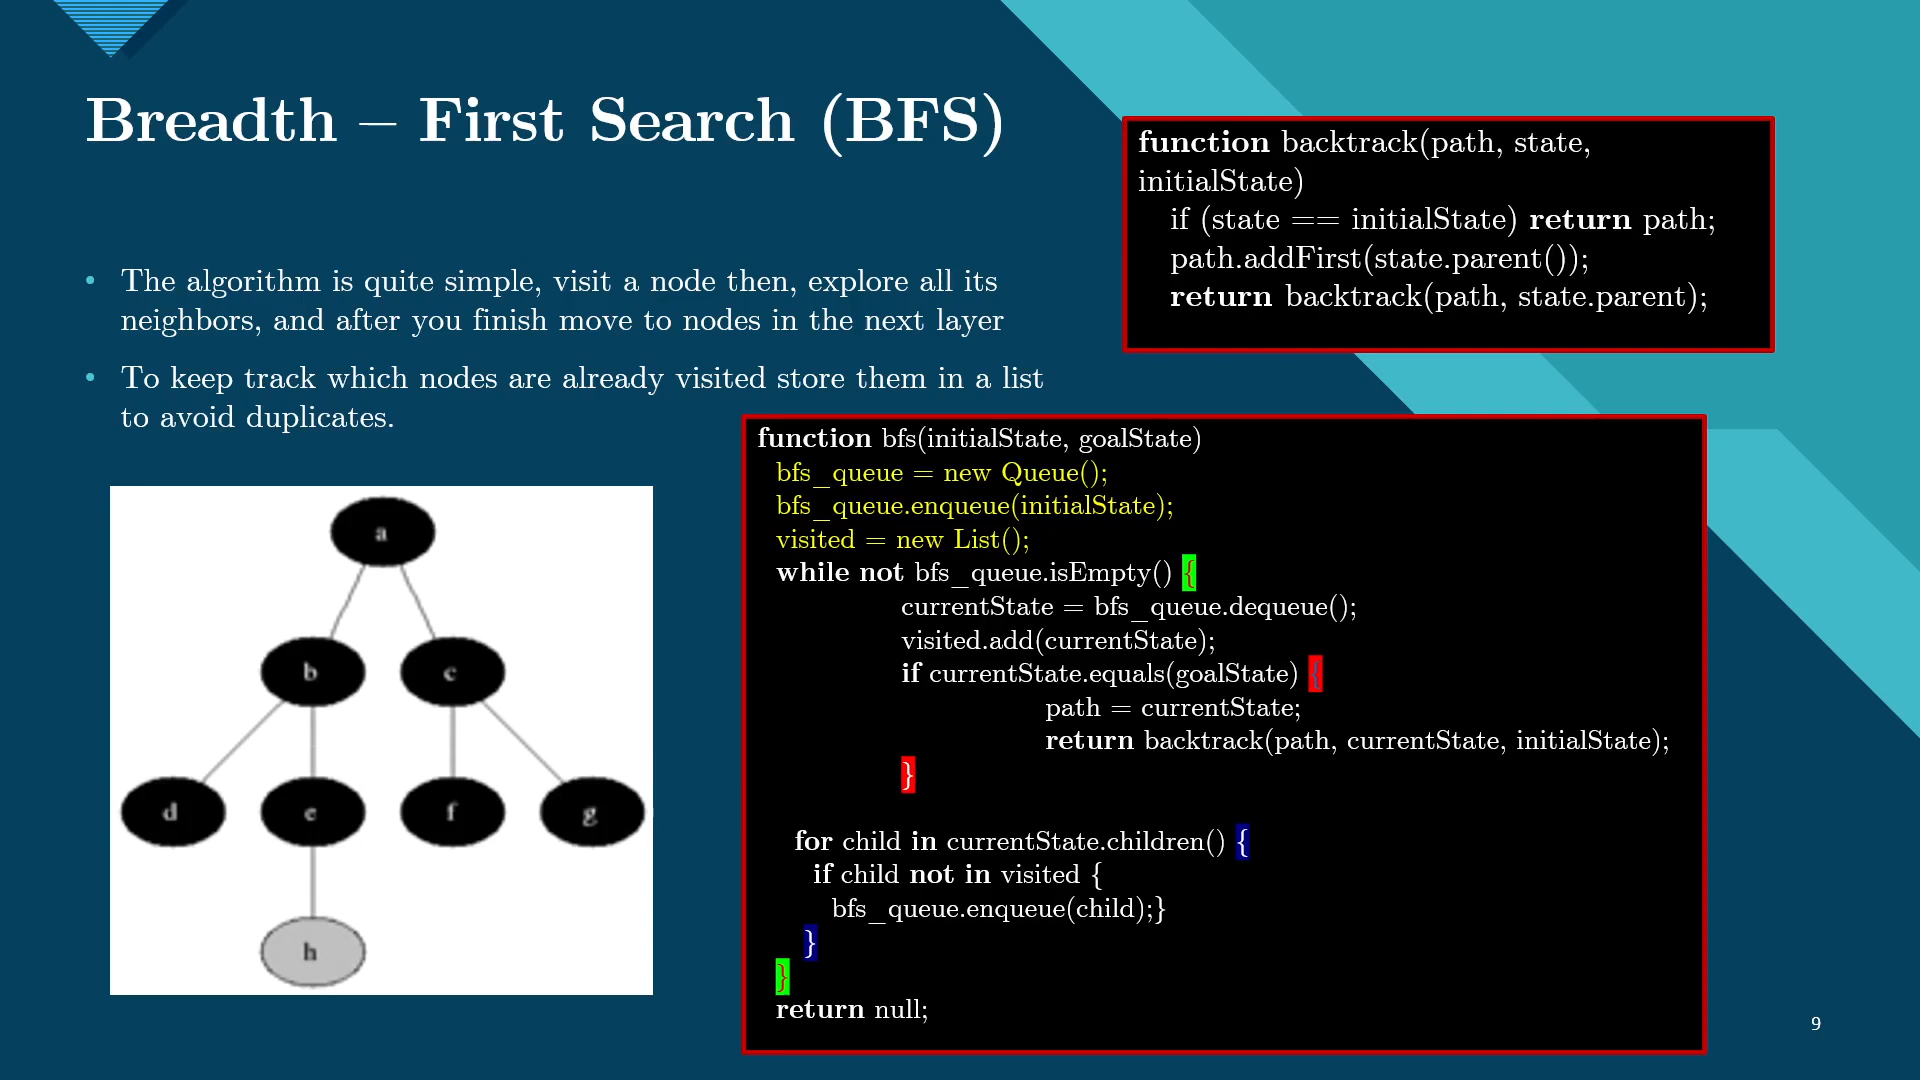 Breadth – First Search (BFS)
function backtrack(path, state,
initialState)
if (state == initialState) return path;
path.addFirst(state.parent());
return backtrack(path, state.parent);
• The algorithm is quite simple, visit a node then, explore all its
neighbors, and after you finish move to nodes in the next layer
• To keep track which nodes are already visited store them in a list
to avoid duplicates.
a
b c
d e f g
h
function bfs(initialState, goalState)
bfs_queue = new Queue();
bfs_queue.enqueue(initialState);
visited = new List();
while not bfs_queue.isEmpty() {
currentState = bfs_queue.dequeue();
visited.add(currentState);
if currentState.equals(goalState) {
path = currentState;
return backtrack(path, currentState, initialState);
}
for child in currentState.children() {
if child not in visited {
bfs_queue.enqueue(child);}
}
}
return null;
9